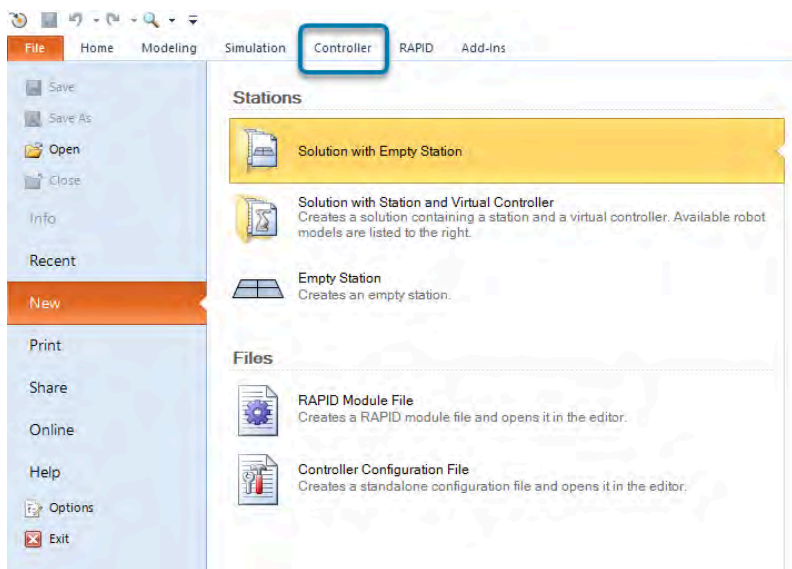 File Home Modeling Simulation Controller RAPID Add-Ins
Save
Save As
Open
Close
Info
Recent
New
Print
Share
Online
Help
Options
Exit
Stations
Solution with Empty Station
Solution with Station and Virtual Controller
Creates a solution containing a station and a virtual controller. Available robot
models are listed to the right.
Empty Station
Creates an empty station.
Files
RAPID Module File
Creates a RAPID module file and opens it in the editor.
Controller Configuration File
Creates a standalone configuration file and opens it in the editor.